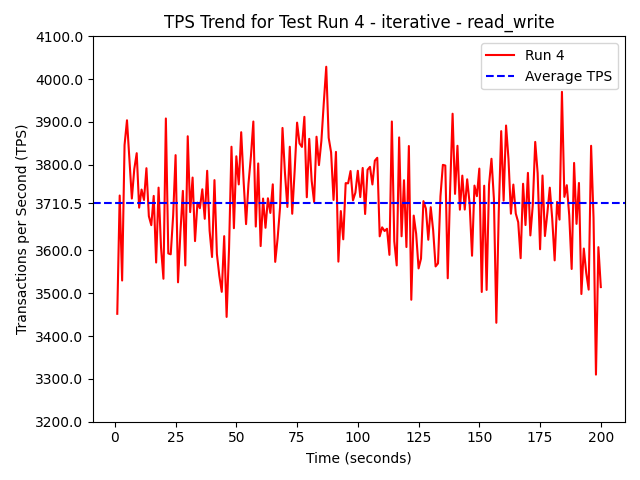 TPS Trend for Test Run 4 - iterative - read_write
Run 4
Average TPS
Transactions per Second (TPS)
4100.0
4000.0
3900.0
3800.0
3710.5
3600.0
3500.0
3400.0
3300.0
3200.0
0 25 50 75 100 125 150 175 200
Time (seconds)